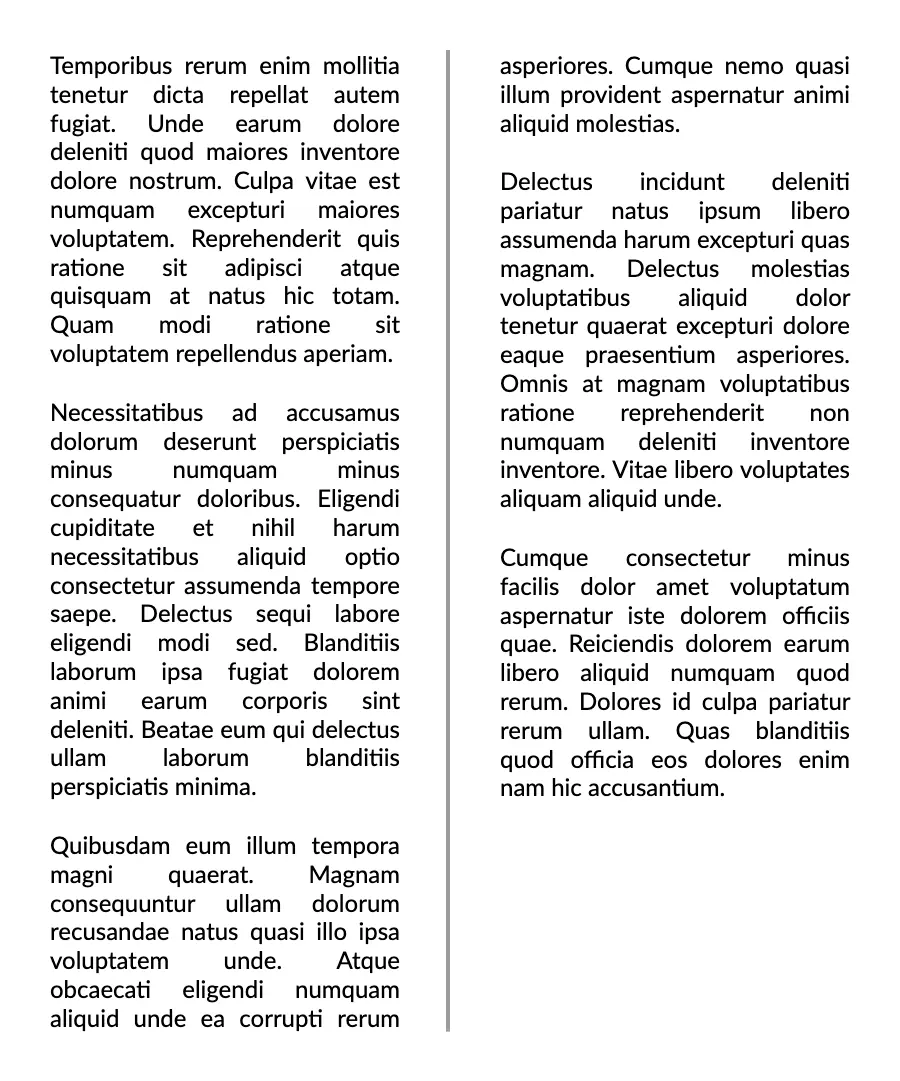 Temporibus rerum enim mollitia
tenetur dicta repellat autem
fugiat. Unde earum dolore
deleniti quod maiores inventore
dolore nostrum. Culpa vitae est
numquam excepturi maiores
voluptatem. Reprehenderit quis
ratione sit adipisci atque
quisquam at natus hic totam.
Quam modi ratione sit
voluptatem repellendus aperiam.

Necessitatibus ad accusamus
dolorum deserunt perspiciatis
minus numquam minus
consequatur doloribus. Eligendi
cupiditate et nihil harum
necessitatibus aliquid optio
consectetur assumenda tempore
saepe. Delectus sequi labore
eligendi modi sed. Blanditiis
laborum ipsa fugiat dolorem
animi earum corporis sint
deleniti. Beatae eum qui delectus
ullam laborum blanditiis
perspiciatis minima.

Quibusdam eum illum tempora
magni quaerat. Magnam
consequuntur ullam dolorum
recusandae natus quasi illo ipsa
voluptatem unde. Atque
obcaecati eligendi numquam
aliquid unde ea corrupti rerum
asperiores. Cumque nemo quasi
illum provident aspernatur animi
aliquid molestias.

Delectus incidunt deleniti
pariatur natus ipsum libero
assumenda harum excepturi quas
magnam. Delectus molestias
voluptatibus aliquid dolor
tenetur quaerat excepturi dolore
eaque praesentium asperiores.
Omnis at magnam voluptatibus
ratione reprehenderit non
numquam deleniti inventore
inventore. Vitae libero voluptates
aliquam aliquid unde.

Cumque consectetur minus
facilis dolor amet voluptatum
aspernatur iste dolorem officiis
quae. Reiciendis dolorem earum
libero aliquid numquam quod
rerum. Dolores id culpa pariatur
rerum ullam. Quas blanditiis
quod officia eos dolores enim
nam hic accusantium.